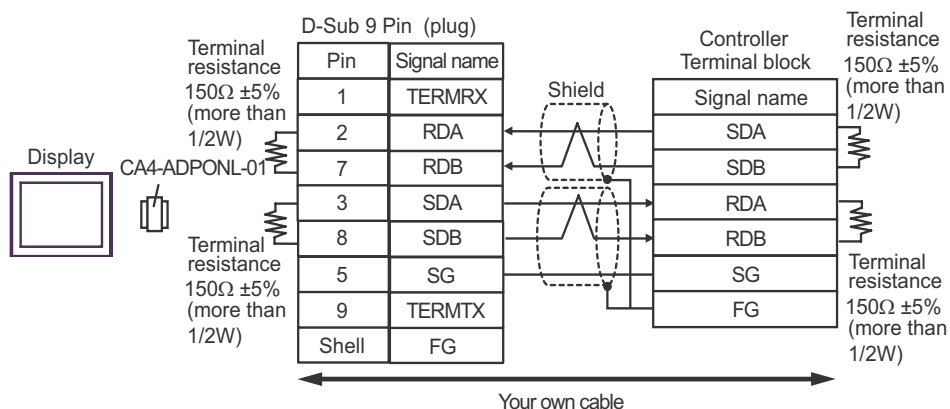 D-Sub 9 Pin (plug)
Terminal
resistance
150Ω ±5%
(more than
1/2W)
Pin Signal name
1 TERMRX
2 RDA
7 RDB
3 SDA
8 SDB
5 SG
9 TERMTX
Shell FG
Display
CA4-ADPONL-01
Terminal
resistance
150Ω ±5%
(more than
1/2W)
Shield
Controller
Terminal block
Signal name
SDA
SDB
RDA
RDB
SG
FG
Terminal
resistance
150Ω ±5%
(more than
1/2W)
Terminal
resistance
150Ω ±5%
(more than
1/2W)
Your own cable